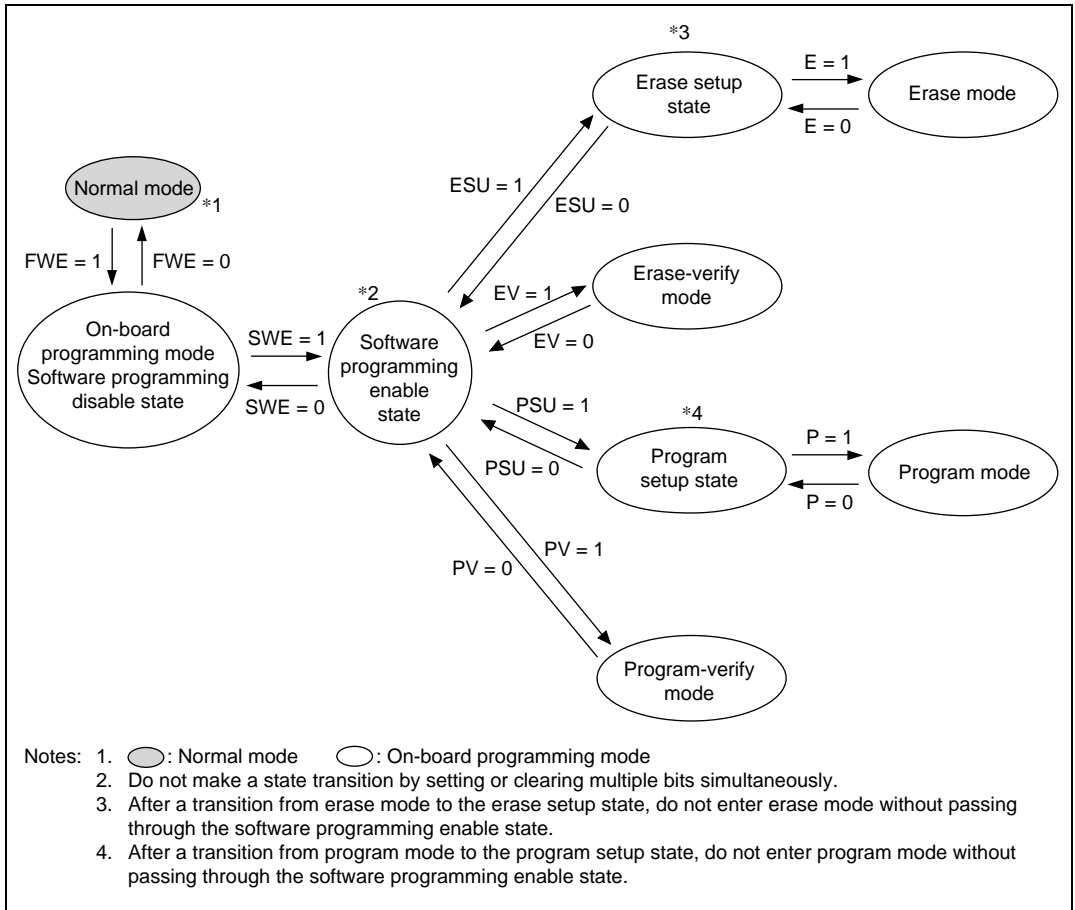 *3
Erase setup
state
E = 1
E = 0
Erase mode
Normal mode
*1
ESU = 1
ESU = 0
FWE = 1
FWE = 0
Erase-verify
mode
*2
EV = 1
EV = 0
On-board
programming mode
Software programming
disable state
SWE = 1
SWE = 0
Software
programming
enable
state
PSU = 1
PSU = 0
*4
Program
setup state
P = 1
P = 0
Program mode
PV = 1
PV = 0
Program-verify
mode
Notes: 1. : Normal mode : On-board programming mode
2. Do not make a state transition by setting or clearing multiple bits simultaneously.
3. After a transition from erase mode to the erase setup state, do not enter erase mode without passing
through the software programming enable state.
4. After a transition from program mode to the program setup state, do not enter program mode without
passing through the software programming enable state.